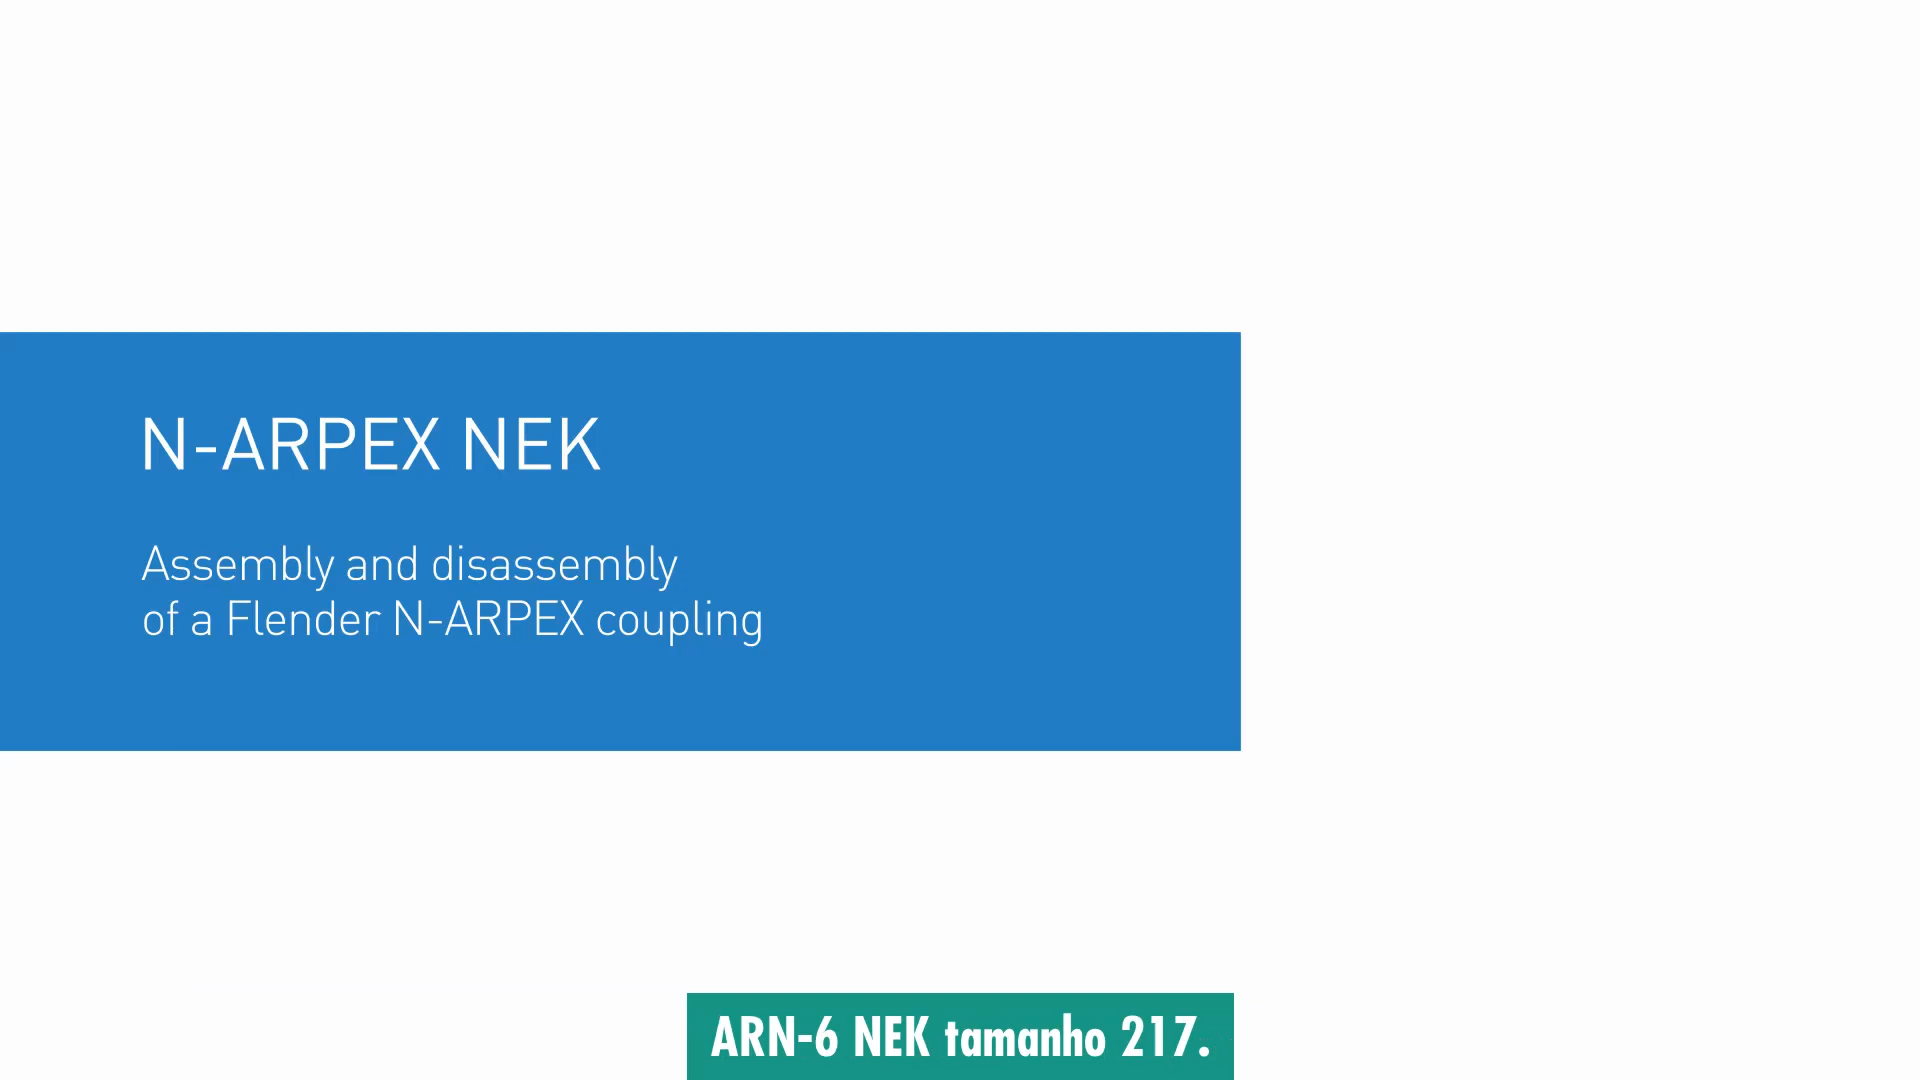 N-ARPEX NEK
Assembly and disassembly
of a Flender N-ARPEX coupling
ARN-6 NEK tamanho 217.